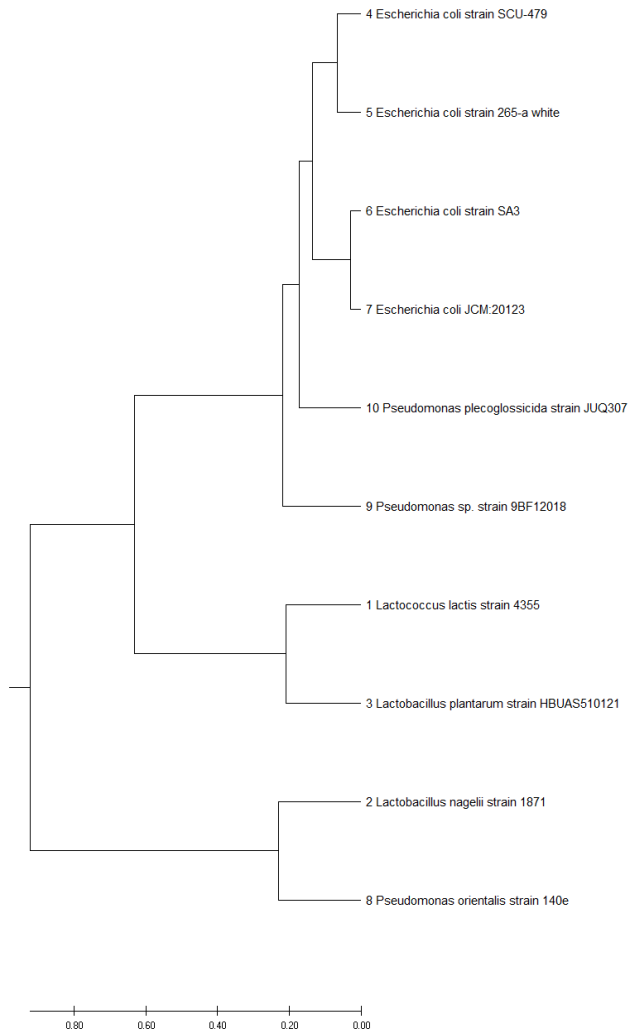 4 Escherichia coli strain SCU-479
5 Escherichia coli strain 265-a white
6 Escherichia coli strain SA3
7 Escherichia coli JCM:20123
10 Pseudomonas plecoglossicida strain JUQ307
9 Pseudomonas sp. strain 9BF12018
1 Lactococcus lactis strain 4355
3 Lactobacillus plantarum strain HBUAS510121
2 Lactobacillus nagelii strain 1871
8 Pseudomonas orientalis strain 140e
0.80 0.60 0.40 0.20 0.00